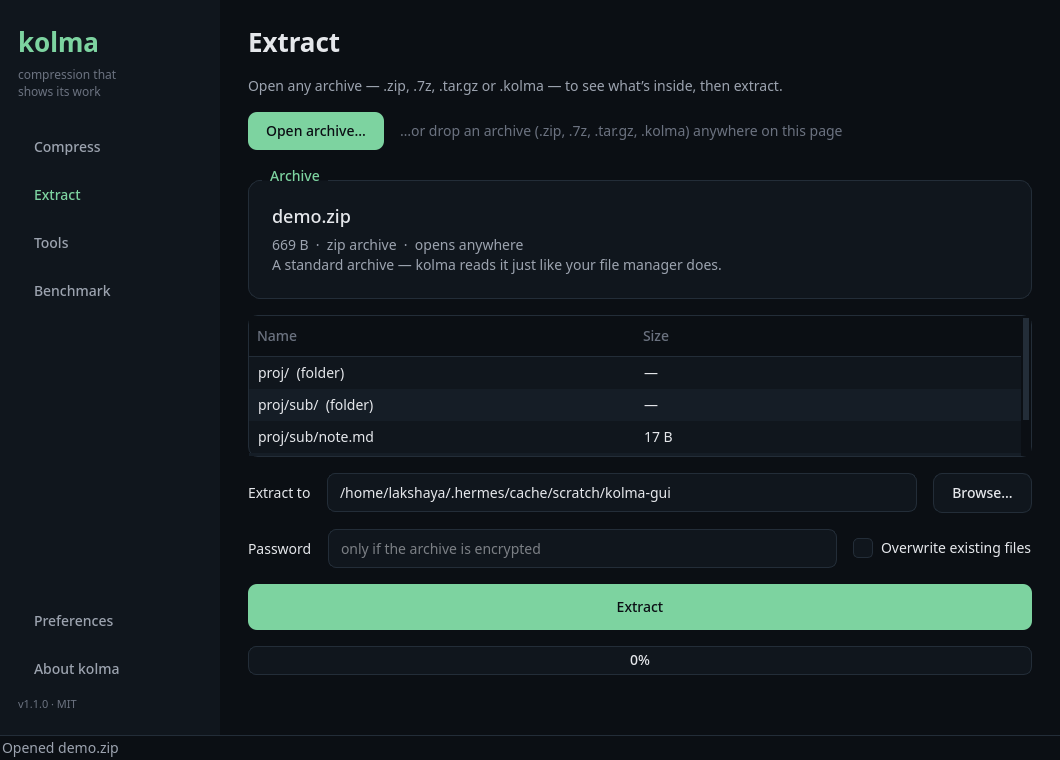 kolma
compression that
shows its work
Compress
Extract
Tools
Benchmark
Preferences
About kolma
v1.1.0 · MIT
Extract
Open any archive — .zip, .7z, .tar.gz or .kolma — to see what’s inside, then extract.
Open archive... ...or drop an archive (.zip, .7z, .tar.gz, .kolma) anywhere on this page
Archive
demo.zip
669 B · zip archive · opens anywhere
A standard archive — kolma reads it just like your file manager does.
Name Size
proj/ (folder) —
proj/sub/ (folder) —
proj/sub/note.md 17 B
Extract to /home/lakshaya/.hermes/cache/scratch/kolma-gui Browse...
Password only if the archive is encrypted Overwrite existing files
Extract
0%
Opened demo.zip